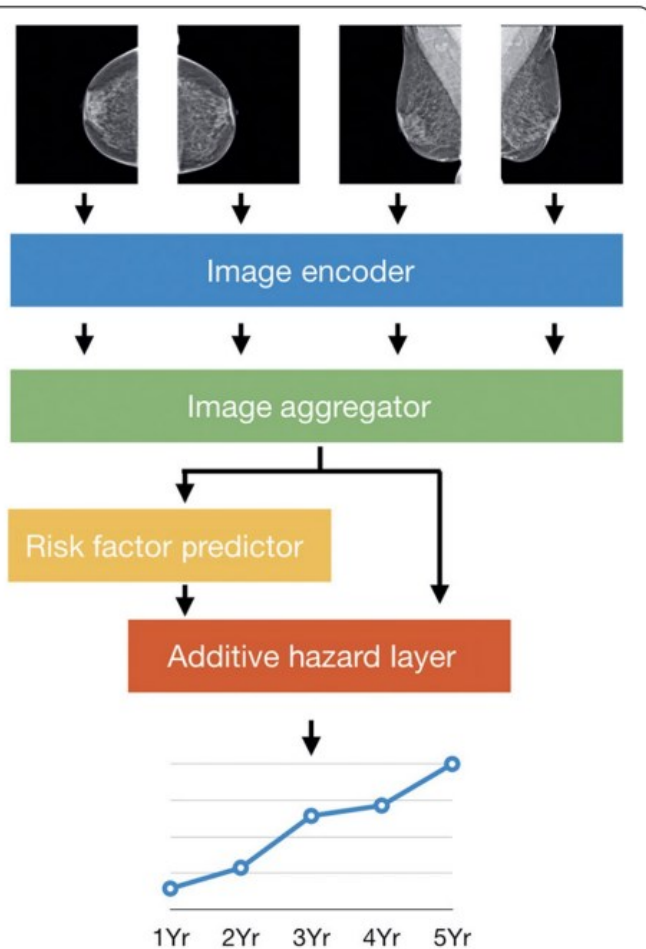 Image encoder
Image aggregator
Risk factor predictor
Additive hazard layer
1Yr 2Yr 3Yr 4Yr 5Yr